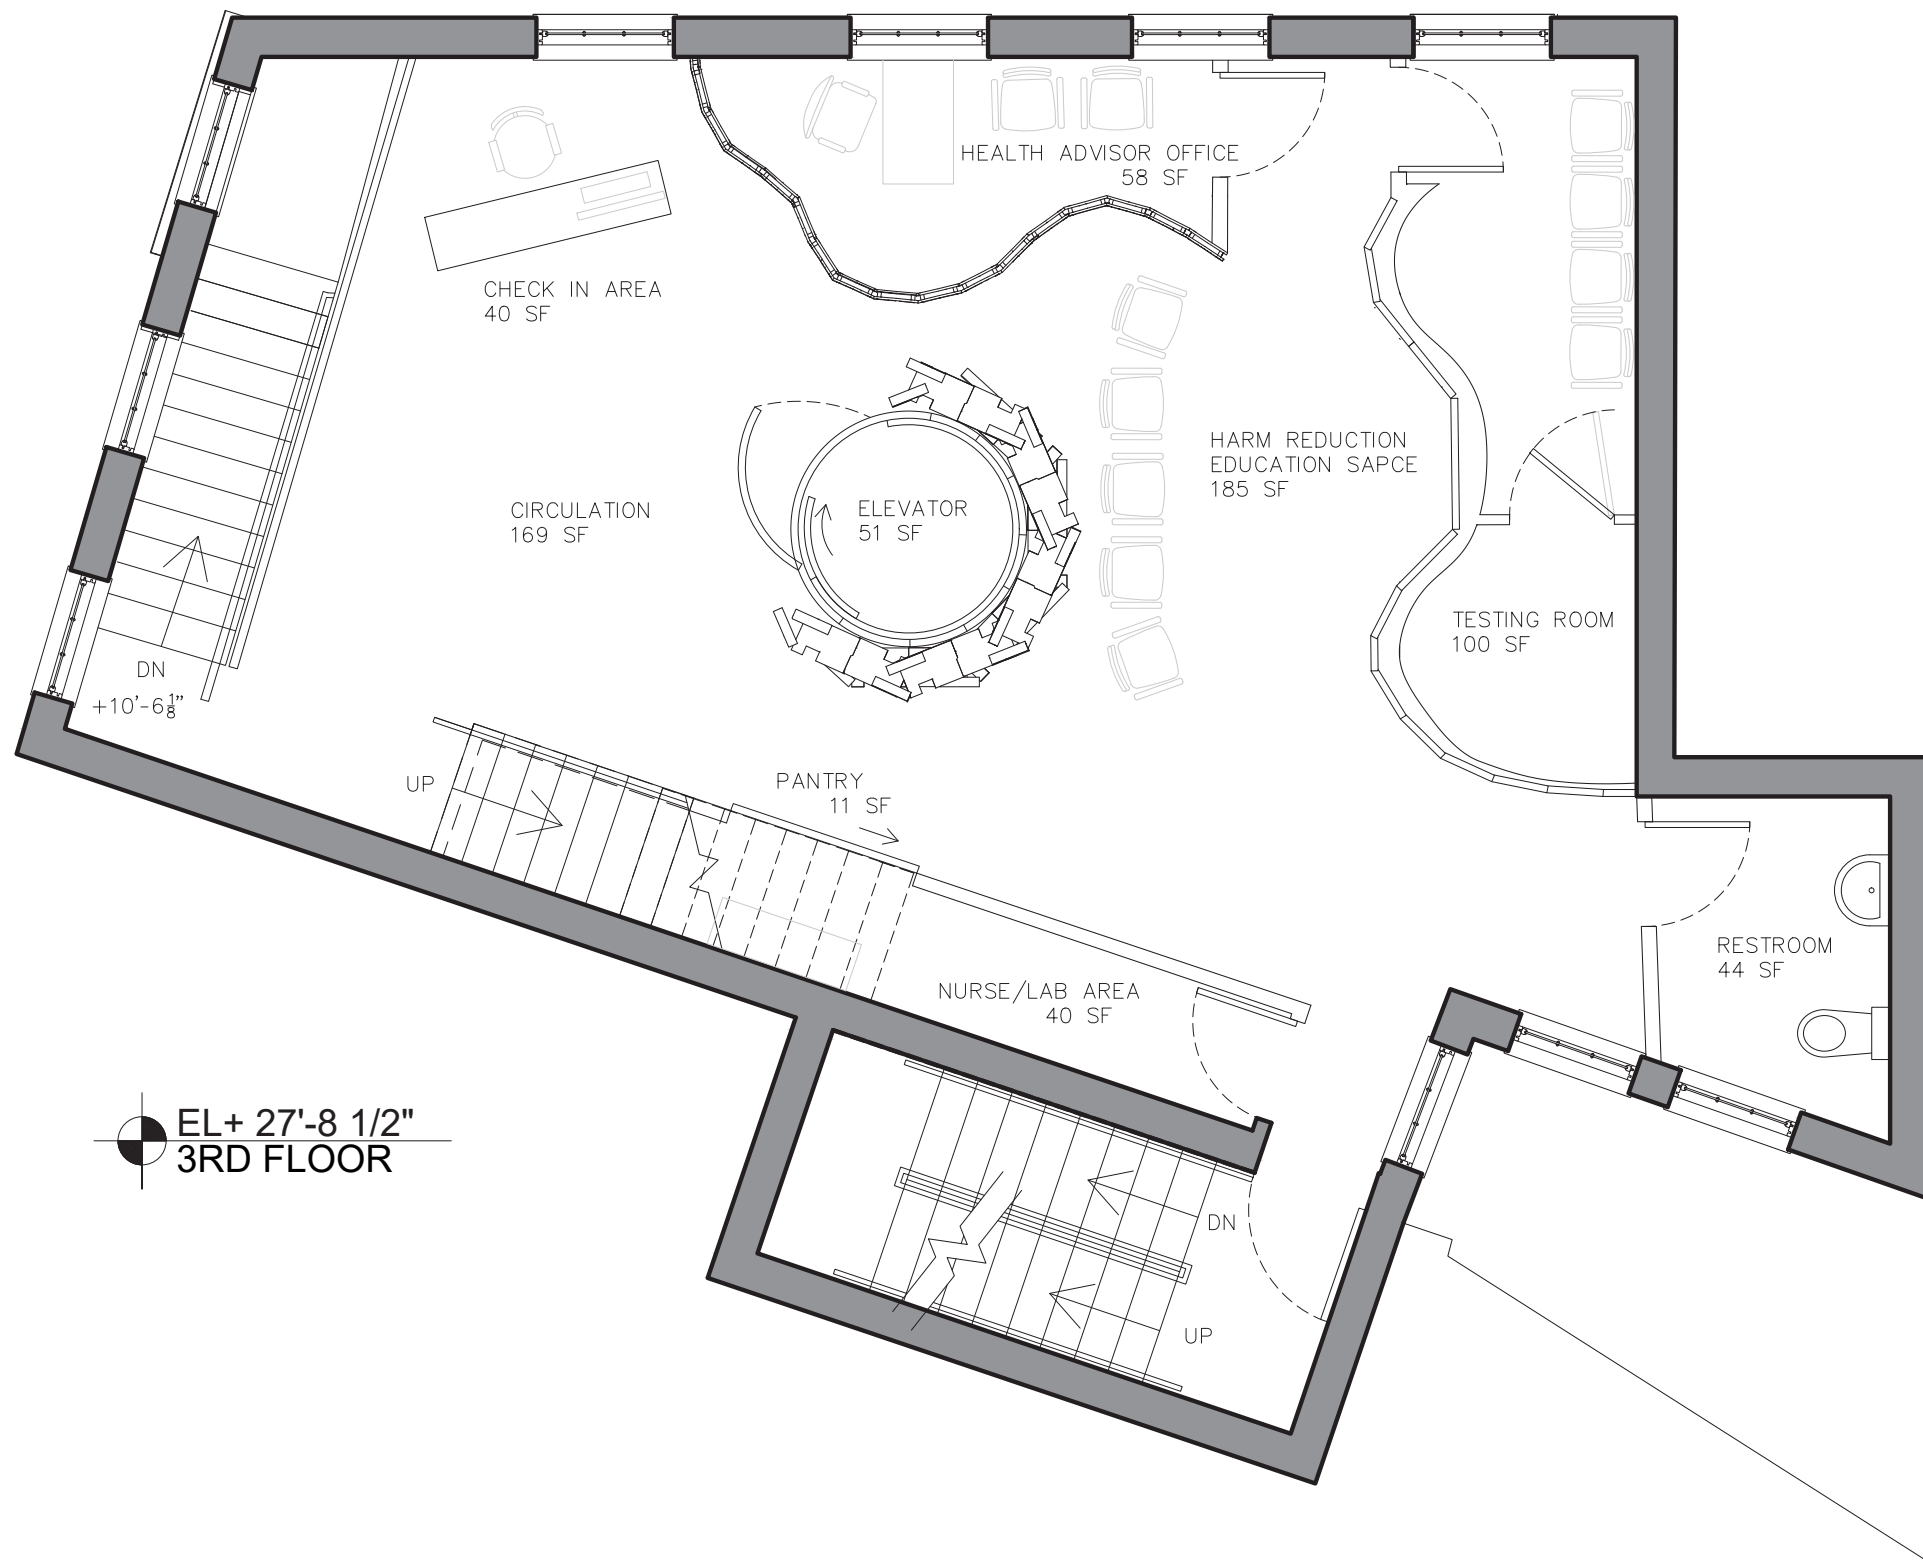 HEALTH ADVISOR OFFICE
58 SF
CHECK IN AREA
40 SF
HARM REDUCTION
EDUCATION SAPCE
185 SF
CIRCULATION
169 SF
ELEVATOR
51 SF
TESTING ROOM
100 SF
DN
+10'-6 1/8"
UP
PANTRY
11 SF
RESTROOM
44 SF
NURSE/LAB AREA
40 SF
EL+ 27'-8 1/2"
3RD FLOOR
DN
UP